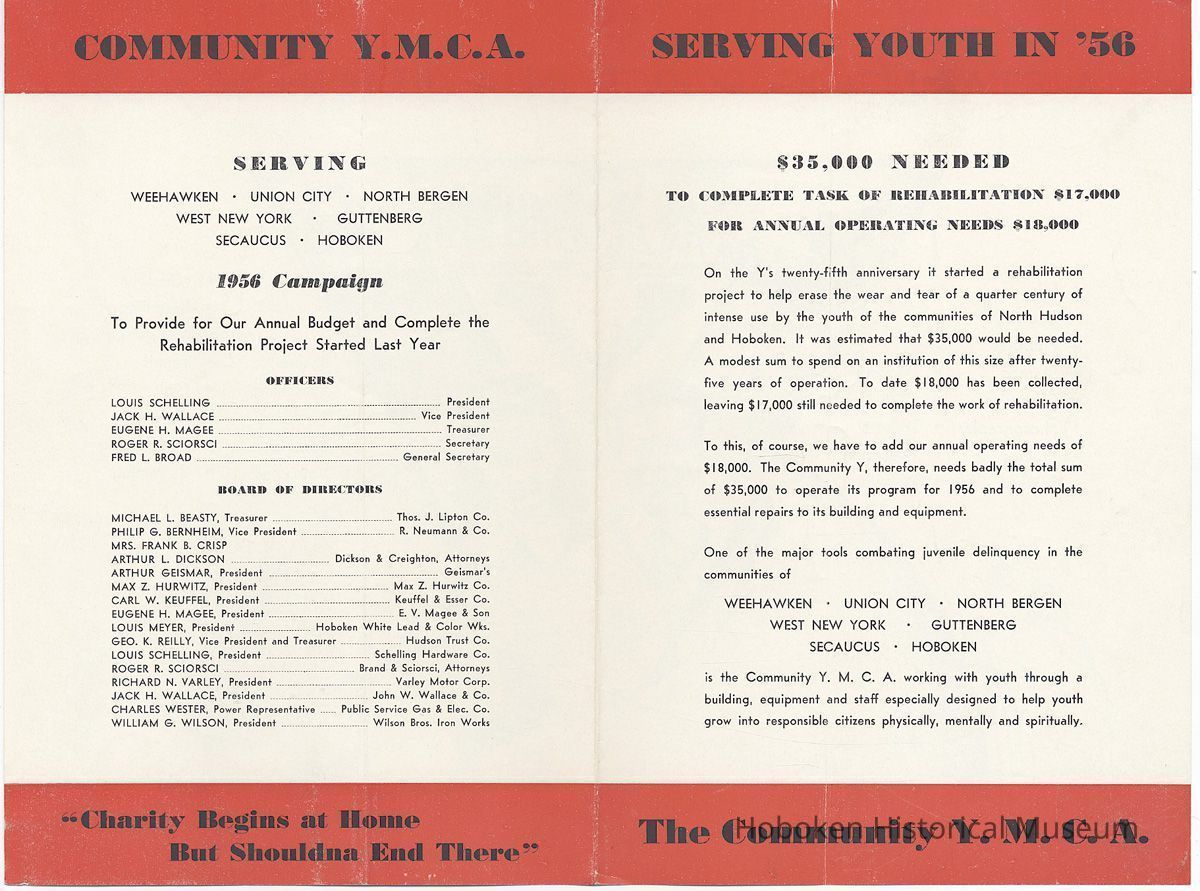 COMMUNITY Y.M.C.A.
SERVING
WEEHAWKEN · UNION CITY · NORTH BERGEN
WEST NEW YORK · GUTTENBERG
SECAUCUS · HOBOKEN
1956 Campaign
To Provide for Our Annual Budget and Complete the
Rehabilitation Project Started Last Year
OFFICERS
LOUIS SCHELLING ........ President
JACK H. WALLACE ........ Vice President
EUGENE H. MAGEE ........ Treasurer
ROGER R. SCIORSCI ........ Secretary
FRED L. BROAD ........ General Secretary
BOARD OF DIRECTORS
MICHAEL L. BEASTY, Treasurer ........ Thos. J. Lipton Co.
PHILIP G. BERNHEIM, Vice President ........ R. Neumann & Co.
MRS. FRANK B. CRISP
ARTHUR L. DICKSON ........ Dickson & Creighton, Attorneys
ARTHUR GEISMAR, President ........ Geismar's
MAX Z. HURWITZ, President ........ Max Z. Hurwitz Co.
CARL W. KEUFFEL, President ........ Keuffel & Esser Co.
EUGENE H. MAGEE, President ........ E. V. Magee & Son
LOUIS MEYER, President ........ Hoboken White Lead & Color Wks.
GEO. K. REILLY, Vice President and Treasurer ........ Hudson Trust Co.
LOUIS SCHELLING, President ........ Schelling Hardware Co.
ROGER R. SCIORSCI ........ Brand & Sciorsci, Attorneys
RICHARD N. VARLEY, President ........ Varley Motor Corp.
JACK H. WALLACE, President ........ John W. Wallace & Co.
CHARLES WESTER, Power Representative ...... Public Service Gas & Elec. Co.
WILLIAM G. WILSON, President ........ Wilson Bros. Iron Works
“Charity Begins at Home
But Shouldna End There”
SERVING YOUTH IN ’56
$35,000 NEEDED
TO COMPLETE TASK OF REHABILITATION $17,000
FOR ANNUAL OPERATING NEEDS $18,000
On the Y's twenty-fifth anniversary it started a rehabilitation
project to help erase the wear and tear of a quarter century of
intense use by the youth of the communities of North Hudson
and Hoboken. It was estimated that $35,000 would be needed.
A modest sum to spend on an institution of this size after twenty-
five years of operation. To date $18,000 has been collected,
leaving $17,000 still needed to complete the work of rehabilitation.
To this, of course, we have to add our annual operating needs of
$18,000. The Community Y, therefore, needs badly the total sum
of $35,000 to operate its program for 1956 and to complete
essential repairs to its building and equipment.
One of the major tools combating juvenile delinquency in the
communities of
WEEHAWKEN · UNION CITY · NORTH BERGEN
WEST NEW YORK · GUTTENBERG
SECAUCUS · HOBOKEN
is the Community Y. M. C. A. working with youth through a
building, equipment and staff especially designed to help youth
grow into responsible citizens physically, mentally and spiritually.
The Community Y. M. C. A.
Hoboken Historical Museum